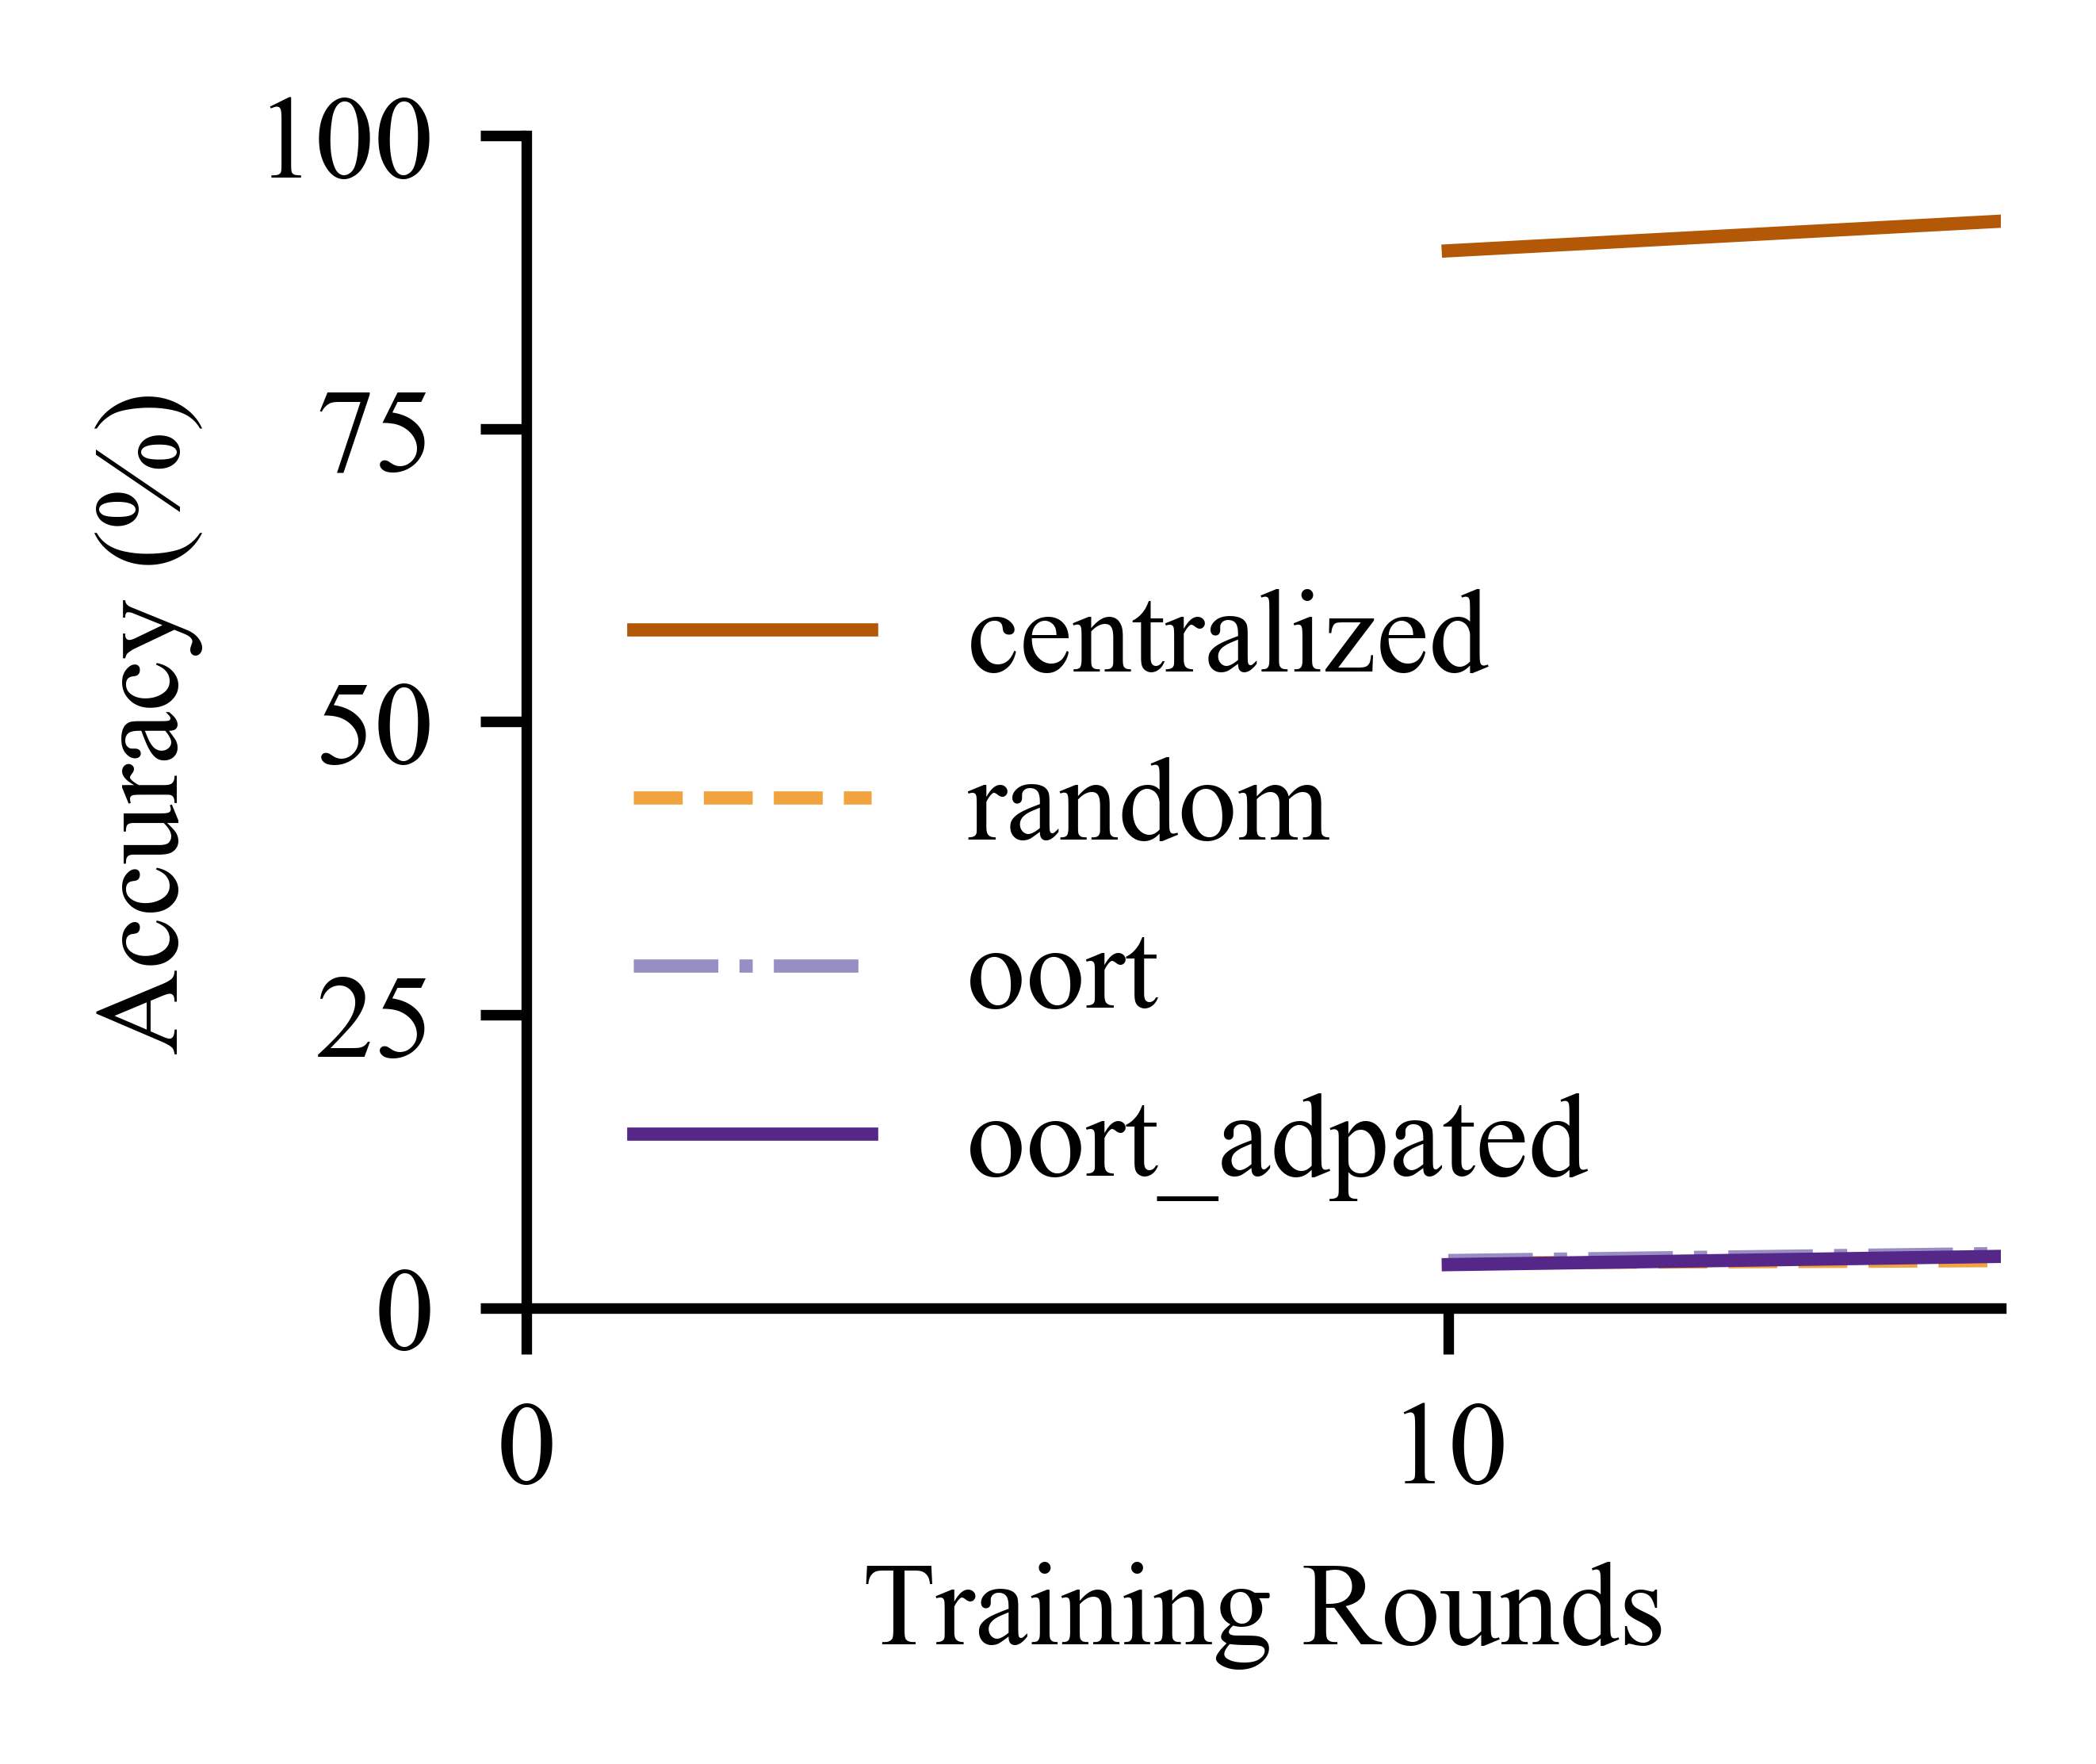 100
75
50
25
0
Accuracy (%)
centralized
random
oort
oort_adpated
0 10
Training Rounds